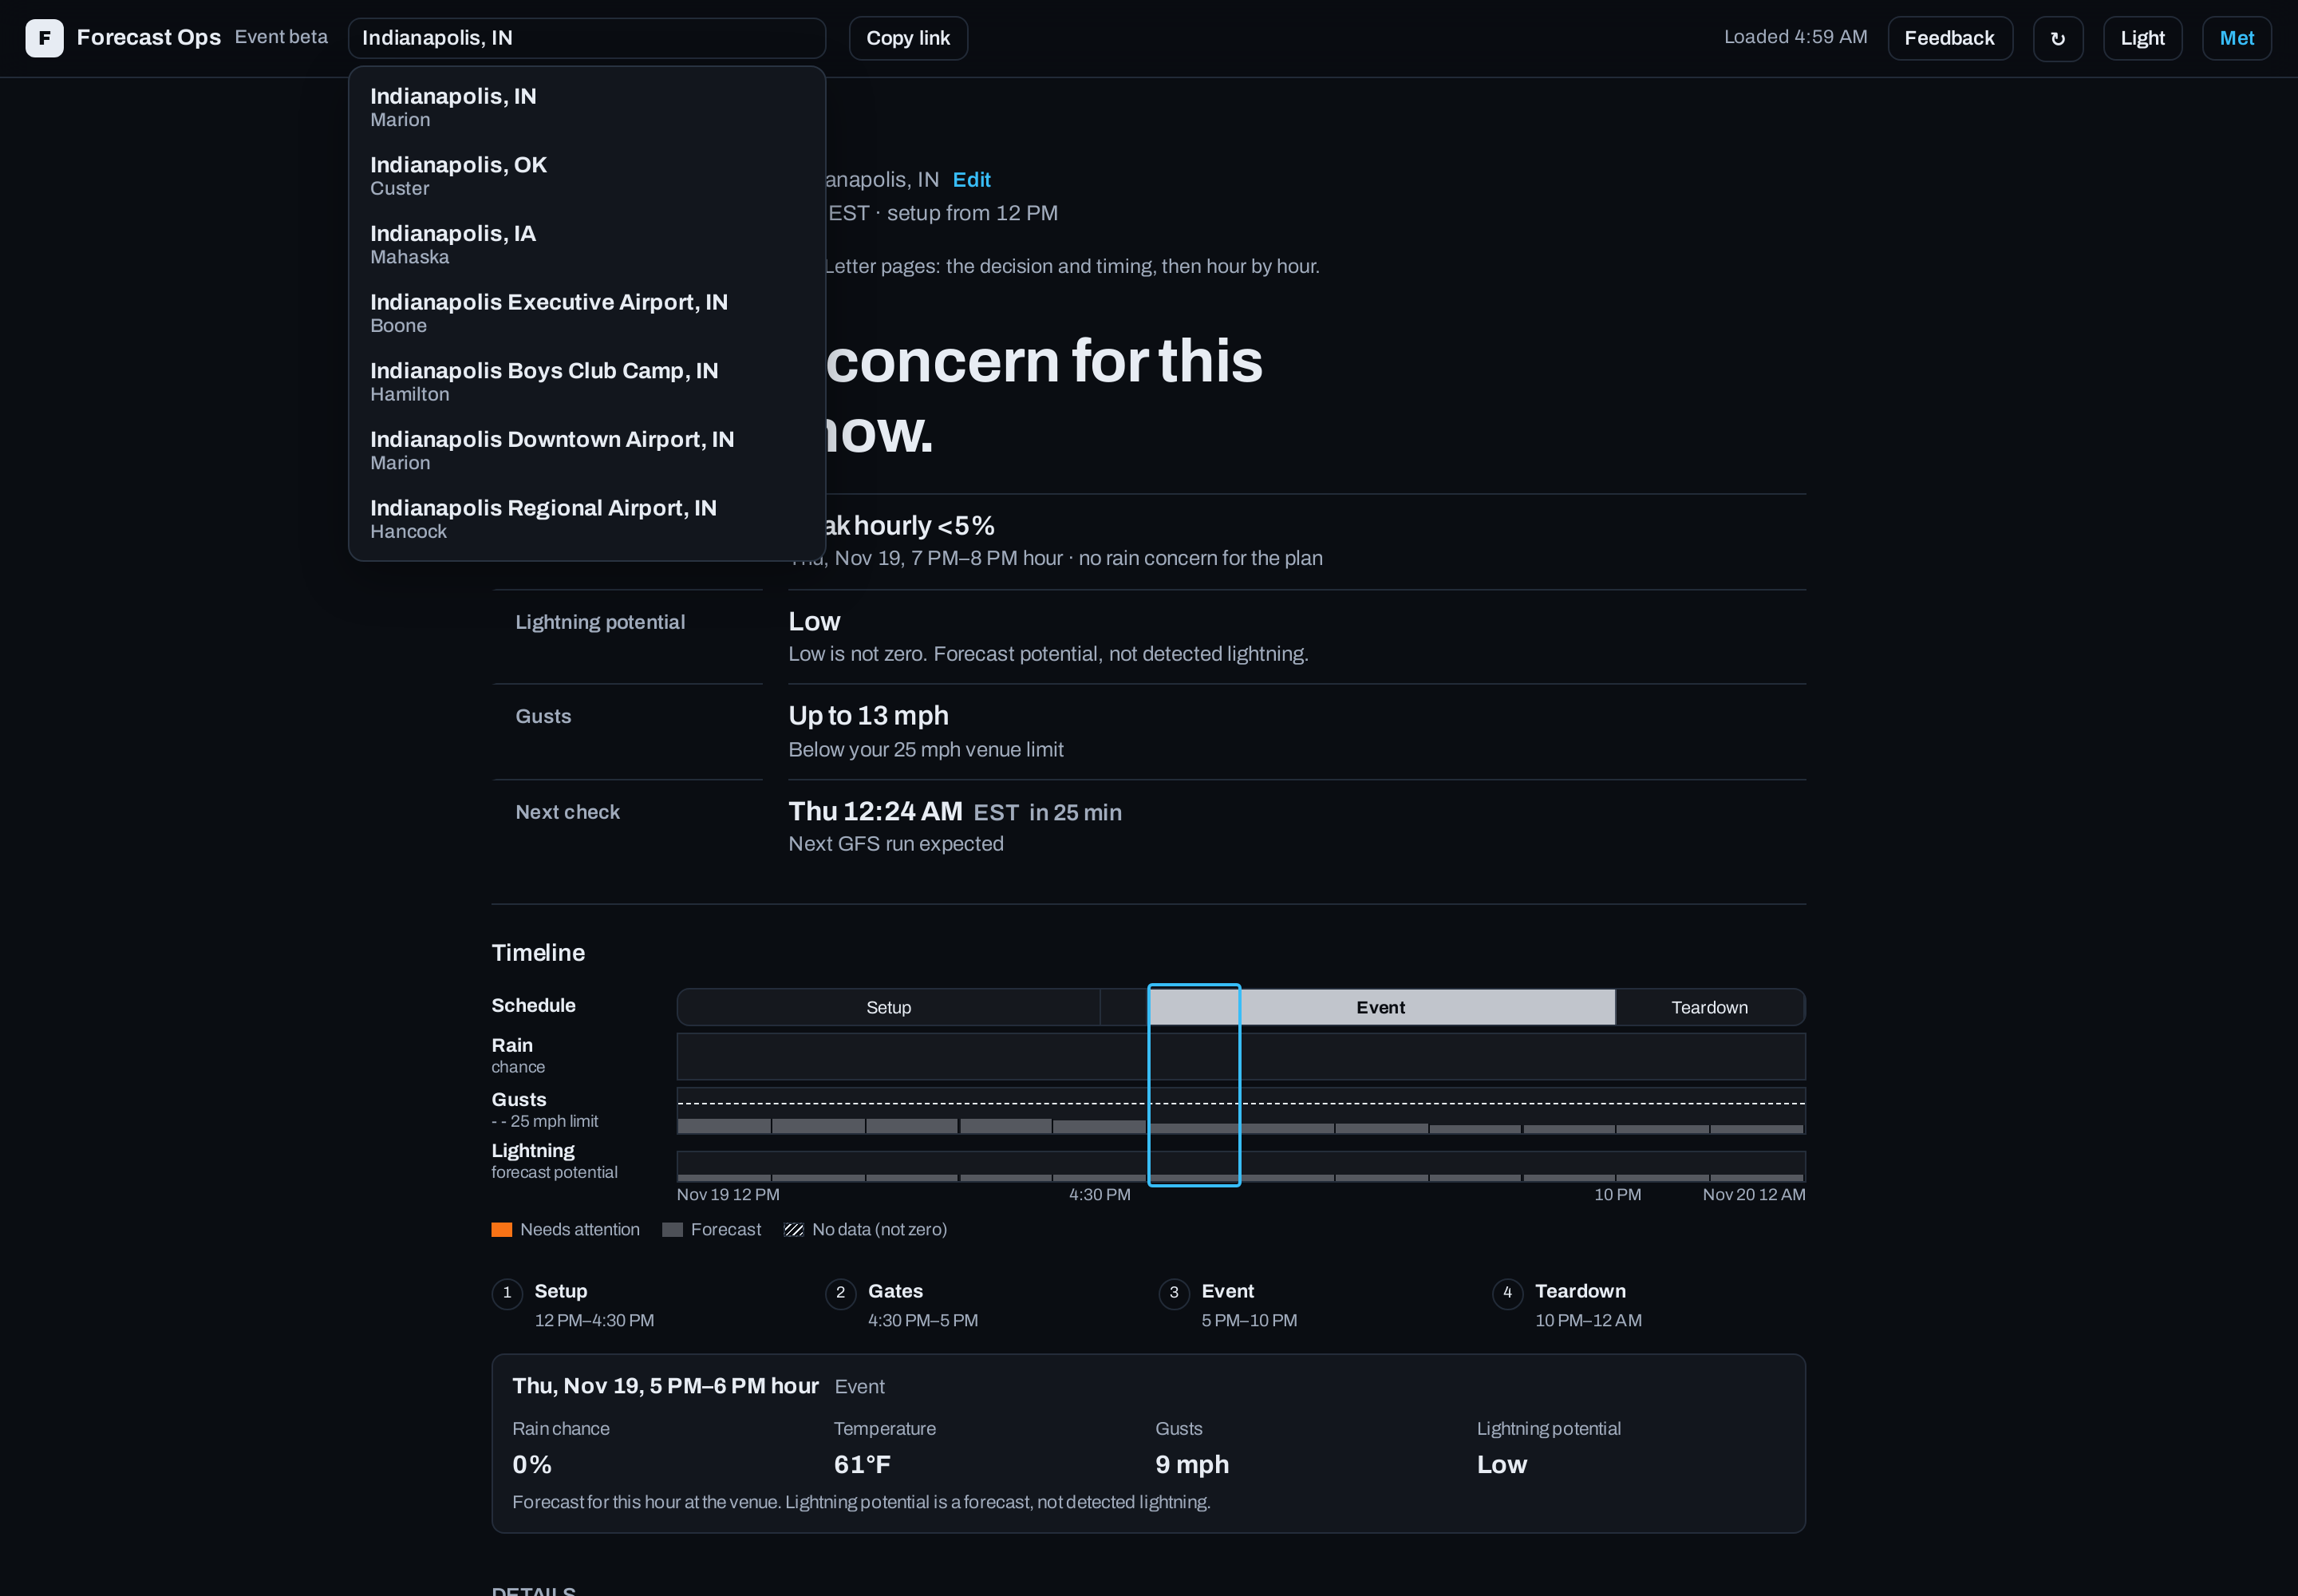 F
Forecast Ops Event beta
Indianapolis, IN
Copy link
Loaded 4:59 AM
Feedback
↻
Light
Met
Indianapolis, IN
Marion
Indianapolis, OK
Custer
Indianapolis, IA
Mahaska
Indianapolis Executive Airport, IN
Boone
Indianapolis Boys Club Camp, IN
Hamilton
Indianapolis Downtown Airport, IN
Marion
Indianapolis Regional Airport, IN
Hancock
anapolis, IN Edit
EST · setup from 12 PM
Letter pages: the decision and timing, then hour by hour.
concern for this
now.
ak hourly <5%
Nov 19, 7 PM–8 PM hour · no rain concern for the plan
Lightning potential
Low
Low is not zero. Forecast potential, not detected lightning.
Gusts
Up to 13 mph
Below your 25 mph venue limit
Next check
Thu 12:24 AM EST in 25 min
Next GFS run expected
Timeline
Schedule
Setup
Event
Teardown
Rain
chance
Gusts
- - 25 mph limit
Lightning
forecast potential
Nov 19 12 PM
4:30 PM
10 PM
Nov 20 12 AM
Needs attention
Forecast
No data (not zero)
1 Setup
12 PM–4:30 PM
2 Gates
4:30 PM–5 PM
3 Event
5 PM–10 PM
4 Teardown
10 PM–12 AM
Thu, Nov 19, 5 PM–6 PM hour Event
Rain chance
0%
Temperature
61°F
Gusts
9 mph
Lightning potential
Low
Forecast for this hour at the venue. Lightning potential is a forecast, not detected lightning.
DETAILS